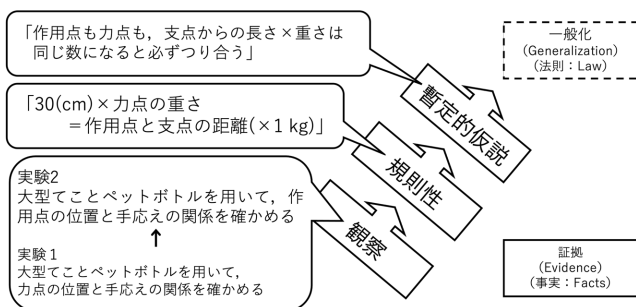 「作用点も力点も，支点からの長さ×重さは
同じ数になると必ずつり合う」
一般化
(Generalization)
(法則：Law)
暫定的仮説
「30(cm)×力点の重さ
＝作用点と支点の距離(×1 kg)」
規則性
実験2
大型てことペットボトルを用いて，作
用点の位置と手応えの関係を確かめる
↑
実験１
大型てことペットボトルを用いて，
力点の位置と手応えの関係を確かめる
観察
証拠
(Evidence)
(事実：Facts)